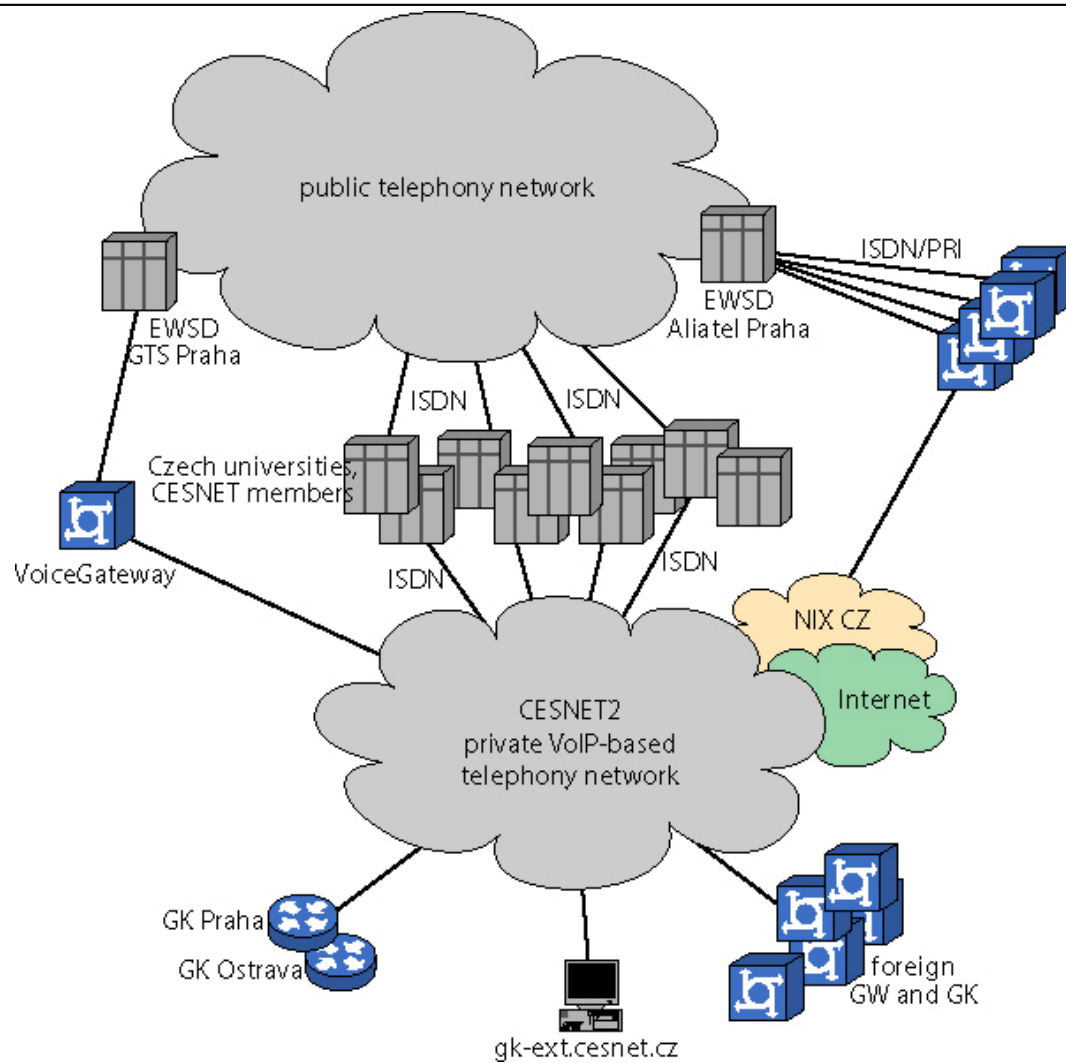 public telephony network
ISDN/PRI
EWSD
GTS Praha
EWSD
Aliatel Praha
ISDN
ISDN
Czech universities,
CESNET members
VoiceGateway
ISDN
ISDN
NIX CZ
Internet
CESNET2
private VoIP-based
telephony network
GK Praha
GK Ostrava
foreign
GW and GK
gk-ext.cesnet.cz